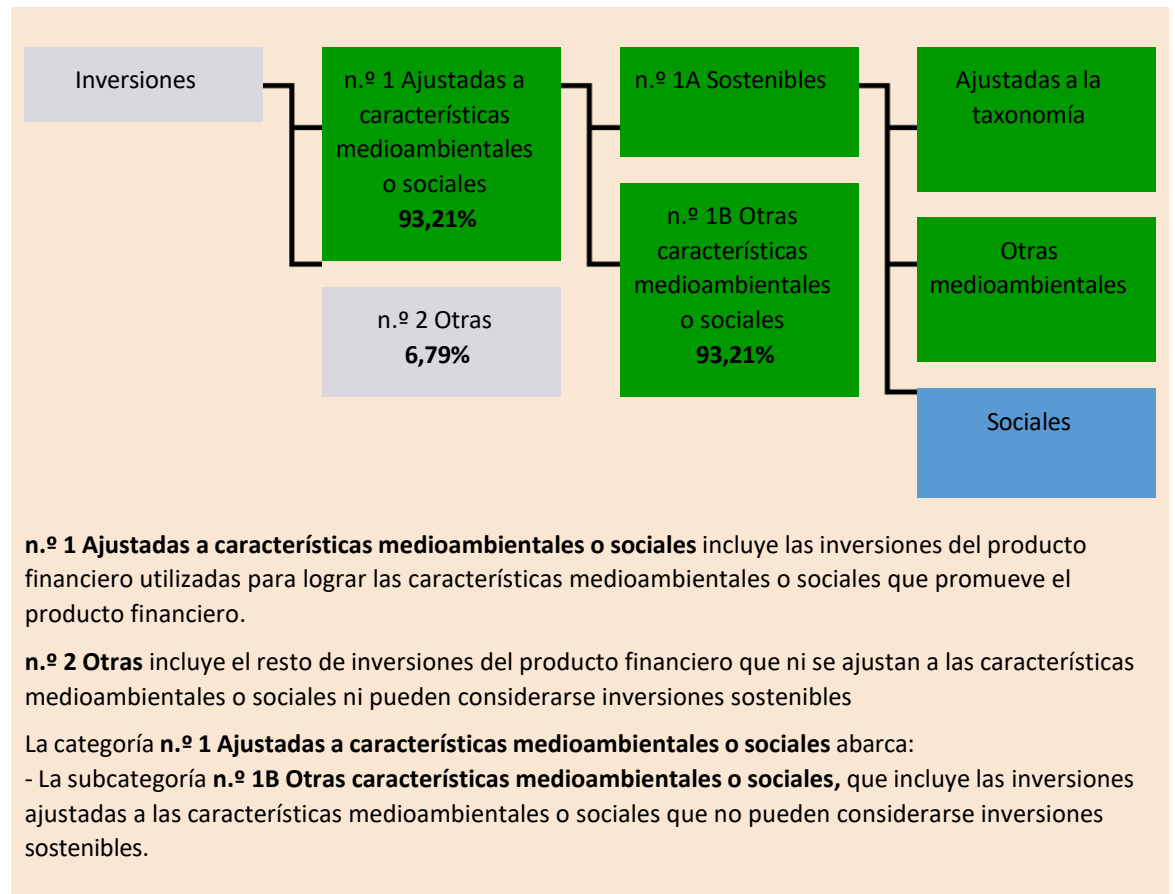 Inversiones
n.º 1 Ajustadas a
características
medioambientales
o sociales
93,21%
n.º 2 Otras
6,79%
n.º 1A Sostenibles
n.º 1B Otras
características
medioambientales
o sociales
93,21%
Ajustadas a la
taxonomía
Otras
medioambientales
Sociales
n.º 1 Ajustadas a características medioambientales o sociales incluye las inversiones del producto
financiero utilizadas para lograr las características medioambientales o sociales que promueve el
producto financiero.
n.º 2 Otras incluye el resto de inversiones del producto financiero que ni se ajustan a las características
medioambientales o sociales ni pueden considerarse inversiones sostenibles
La categoría n.º 1 Ajustadas a características medioambientales o sociales abarca:
- La subcategoría n.º 1B Otras características medioambientales o sociales, que incluye las inversiones
ajustadas a las características medioambientales o sociales que no pueden considerarse inversiones
sostenibles.